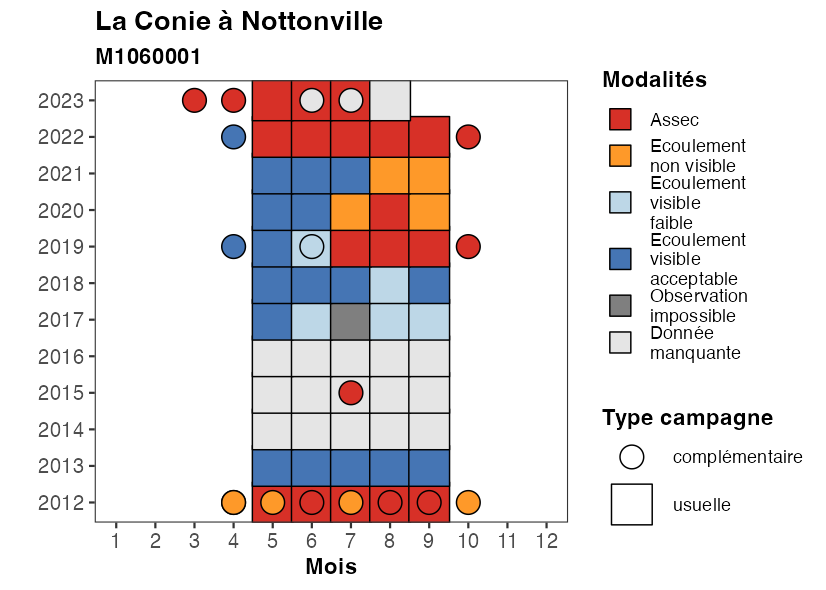 La Conie à Nottonville
M1060001
2023
2022
2021
2020
2019
2018
2017
2016
2015
2014
2013
2012
1 2 3 4 5 6 7 8 9 10 11 12
Mois
Modalités
Assec
Ecoulement
non visible
Ecoulement
visible
faible
Ecoulement
visible
acceptable
Observation
impossible
Donnée
manquante
Type campagne
complémentaire
usuelle